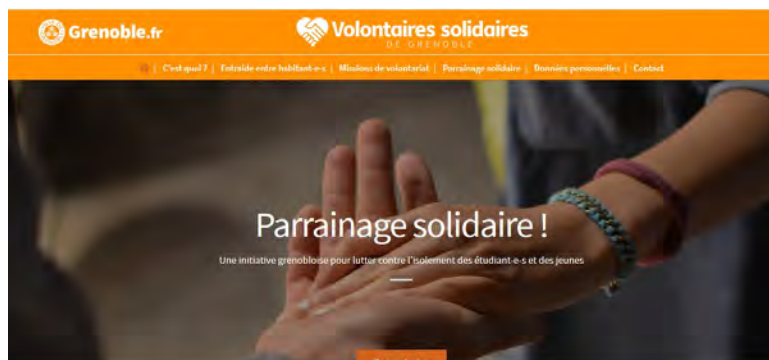 Grenoble.fr
Volontaires solidaires
DE GRENOBLE
| C'est quoi ? | Entraide entre habitant-e-s | Missions de volontariat | Parrainage solidaire | Données personnelles | Contact
Parrainage solidaire !
Une initiative grenobloise pour lutter contre l'isolement des étudiant-e-s et des jeunes